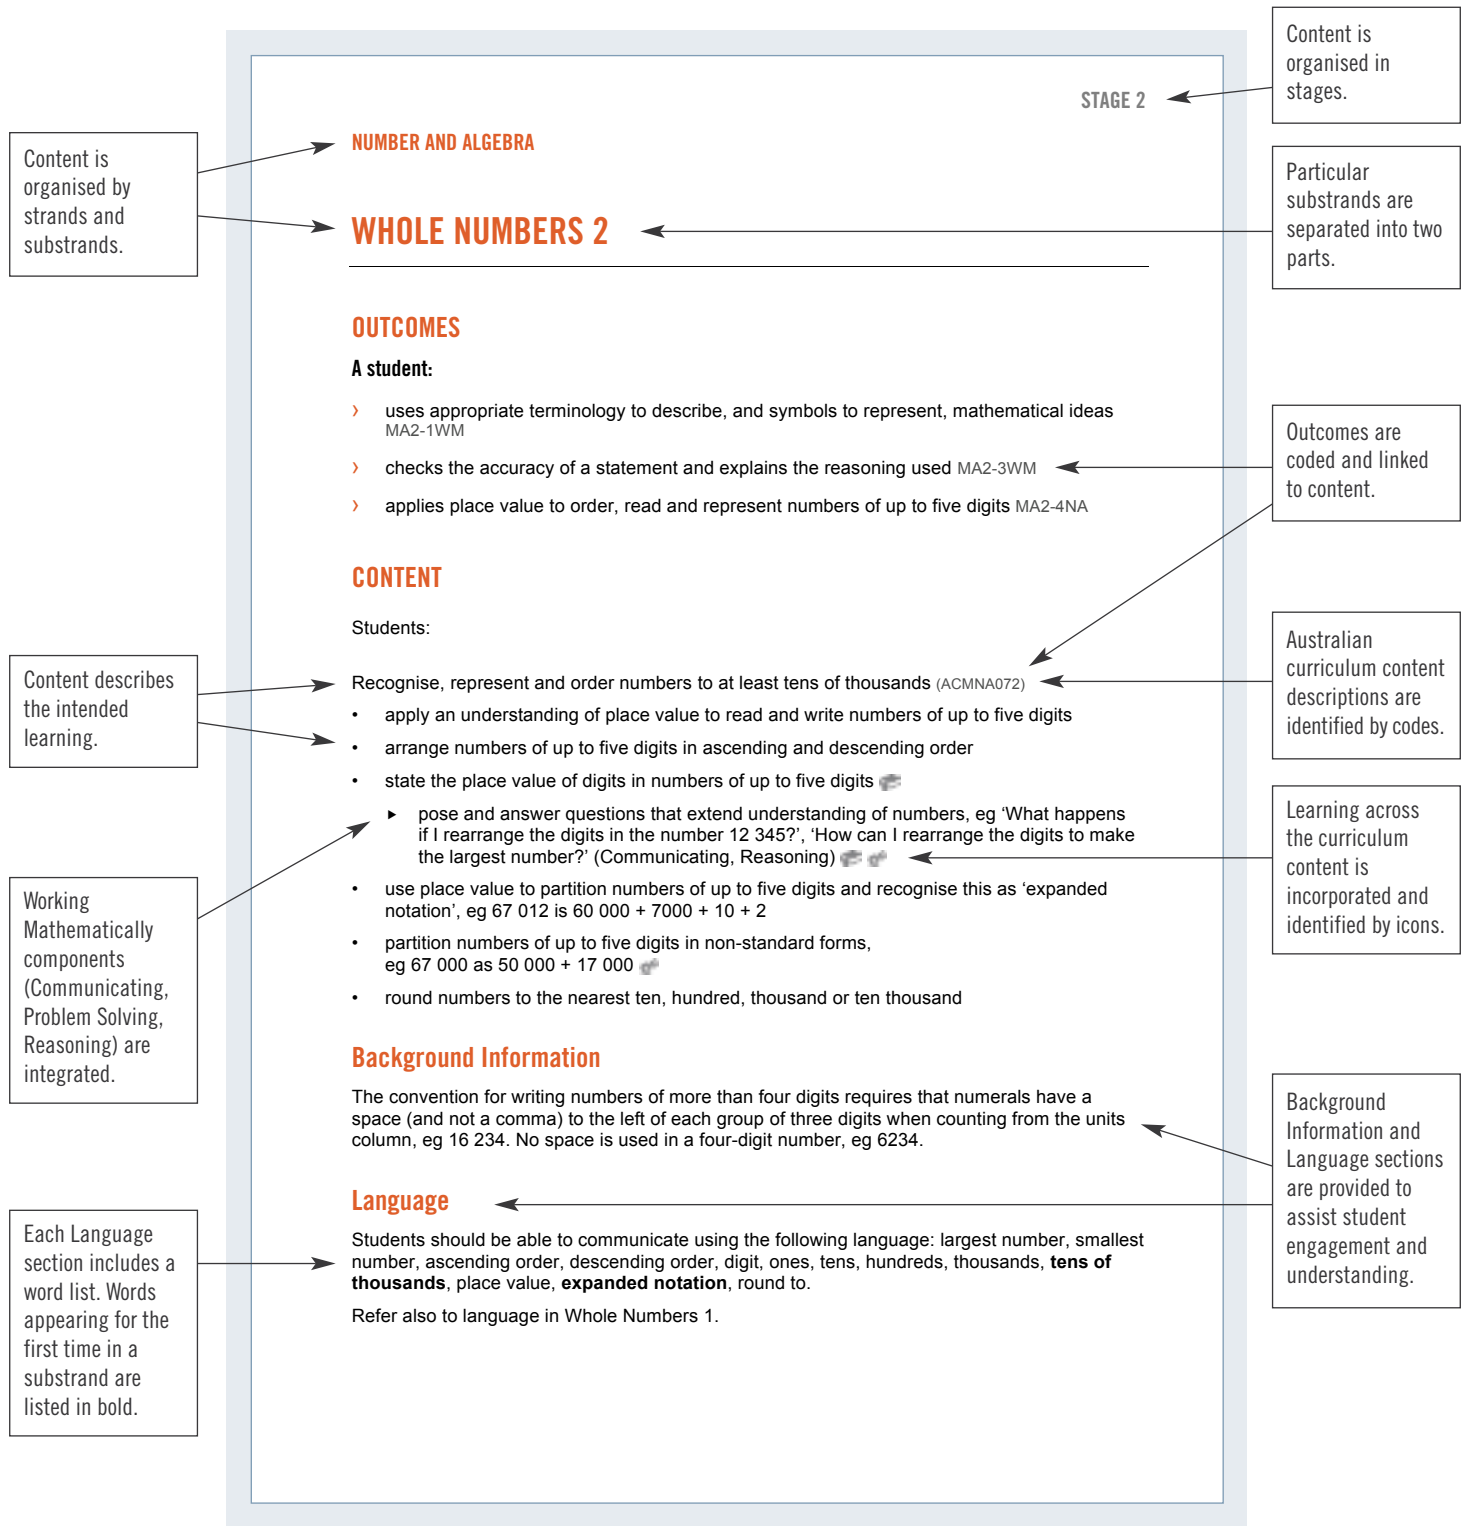 Content is
organised in
stages.
STAGE 2
Content is
organised by
strands and
substrands.
NUMBER AND ALGEBRA
Particular
substrands are
separated into two
parts.
WHOLE NUMBERS 2
OUTCOMES
A student:
› uses appropriate terminology to describe, and symbols to represent, mathematical ideas
MA2-1WM
› checks the accuracy of a statement and explains the reasoning used MA2-3WM
› applies place value to order, read and represent numbers of up to five digits MA2-4NA
Outcomes are
coded and linked
to content.
CONTENT
Students:
Content describes
the intended
learning.
Recognise, represent and order numbers to at least tens of thousands (ACMNA072)
• apply an understanding of place value to read and write numbers of up to five digits
• arrange numbers of up to five digits in ascending and descending order
• state the place value of digits in numbers of up to five digits
Australian
curriculum content
descriptions are
identified by codes.
▸ pose and answer questions that extend understanding of numbers, eg ‘What happens
if I rearrange the digits in the number 12 345?’, ‘How can I rearrange the digits to make
the largest number?’ (Communicating, Reasoning)
Learning across
the curriculum
content is
incorporated and
identified by icons.
Working
Mathematically
components
(Communicating,
Problem Solving,
Reasoning) are
integrated.
• use place value to partition numbers of up to five digits and recognise this as ‘expanded
notation’, eg 67 012 is 60 000 + 7000 + 10 + 2
• partition numbers of up to five digits in non-standard forms,
eg 67 000 as 50 000 + 17 000
• round numbers to the nearest ten, hundred, thousand or ten thousand
Background Information
The convention for writing numbers of more than four digits requires that numerals have a
space (and not a comma) to the left of each group of three digits when counting from the units
column, eg 16 234. No space is used in a four-digit number, eg 6234.
Background
Information and
Language sections
are provided to
assist student
engagement and
understanding.
Language
Each Language
section includes a
word list. Words
appearing for the
first time in a
substrand are
listed in bold.
Students should be able to communicate using the following language: largest number, smallest
number, ascending order, descending order, digit, ones, tens, hundreds, thousands, tens of
thousands, place value, expanded notation, round to.
Refer also to language in Whole Numbers 1.